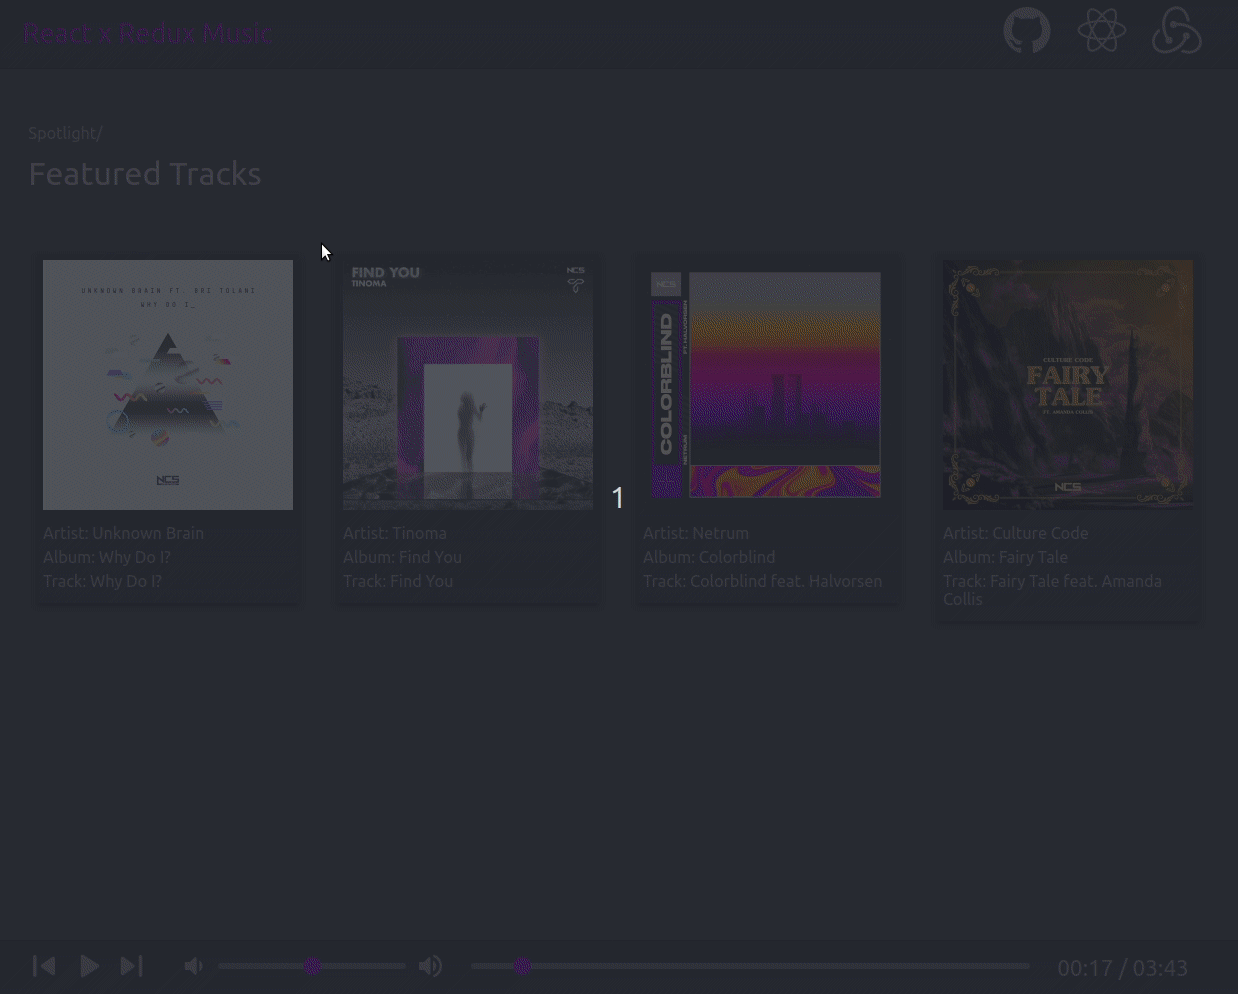 React x Redux Music
Spotlight/
Featured Tracks
UNKNOWN BRAIN FT. BRI TOLANI
WHY DO I_
NCS
Artist: Unknown Brain
Album: Why Do I?
Track: Why Do I?
FIND YOU
TINOMA
NCS
Artist: Tinoma
Album: Find You
Track: Find You
1
NCS
COLORBLIND
FT. HALVORSEN
NETRUM
Artist: Netrum
Album: Colorblind
Track: Colorblind feat. Halvorsen
CULTURE CODE
FAIRY
TALE
FT. AMANDA COLLIS
NCS
Artist: Culture Code
Album: Fairy Tale
Track: Fairy Tale feat. Amanda
Collis
00:17 / 03:43